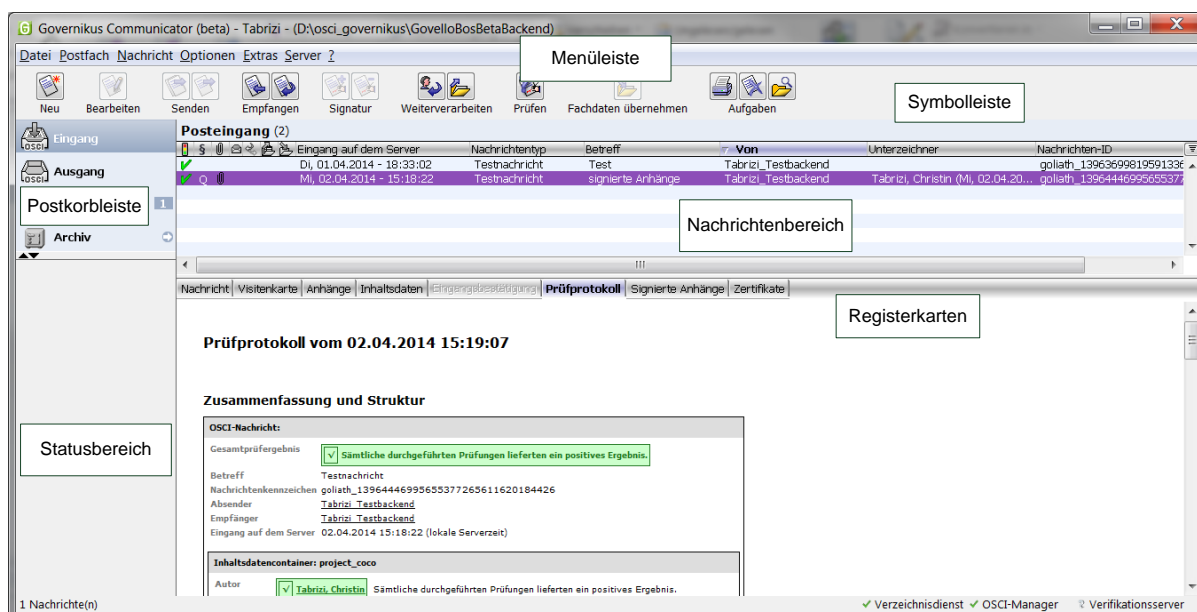 Governikus Communicator (beta) - Tabrizi - (D:\osci_governikus\GovelloBosBetaBackend)
Datei Postfach Nachricht Optionen Extras Server ?
Menüleiste
Neu Bearbeiten Senden Empfangen Signatur Weiterverarbeiten Prüfen Fachdaten übernehmen Aufgaben
Symbolleiste
OSCI Eingang
OSCI Ausgang
Postkorbleiste 1
Archiv
Posteingang (2)
§ Eingang auf dem Server Nachrichtentyp Betreff Von Unterzeichner Nachrichten-ID
Di, 01.04.2014 - 18:33:02 Testnachricht Test Tabrizi_Testbackend goliath_13963699819591336
Q Mi, 02.04.2014 - 15:18:22 Testnachricht signierte Anhänge Tabrizi_Testbackend Tabrizi, Christin (Mi, 02.04.20... goliath_13964446995655377
Nachrichtenbereich
Nachricht Visitenkarte Anhänge Inhaltsdaten Eingangsbestätigung Prüfprotokoll Signierte Anhänge Zertifikate
Registerkarten
Prüfprotokoll vom 02.04.2014 15:19:07
Zusammenfassung und Struktur
OSCI-Nachricht:
Gesamtprüfergebnis √ Sämtliche durchgeführten Prüfungen lieferten ein positives Ergebnis.
Betreff Testnachricht
Nachrichtenkennzeichen goliath_13964446995655377265611620184426
Absender Tabrizi_Testbackend
Empfänger Tabrizi_Testbackend
Eingang auf dem Server 02.04.2014 15:18:22 (lokale Serverzeit)
Inhaltsdatencontainer: project_coco
Autor √ Tabrizi, Christin Sämtliche durchgeführten Prüfungen lieferten ein positives Ergebnis.
Statusbereich
1 Nachrichte(n)
Verzeichnisdienst OSCI-Manager Verifikationsserver